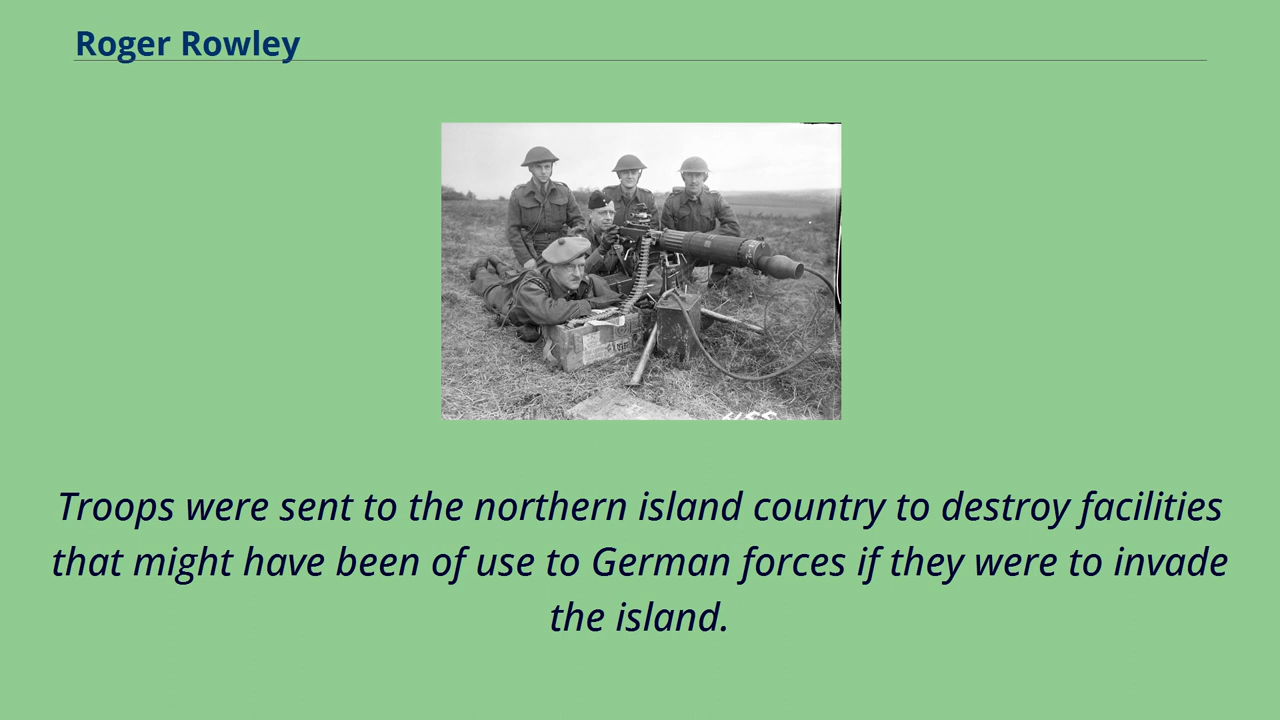 Roger Rowley
Troops were sent to the northern island country to destroy facilities
that might have been of use to German forces if they were to invade
the island.